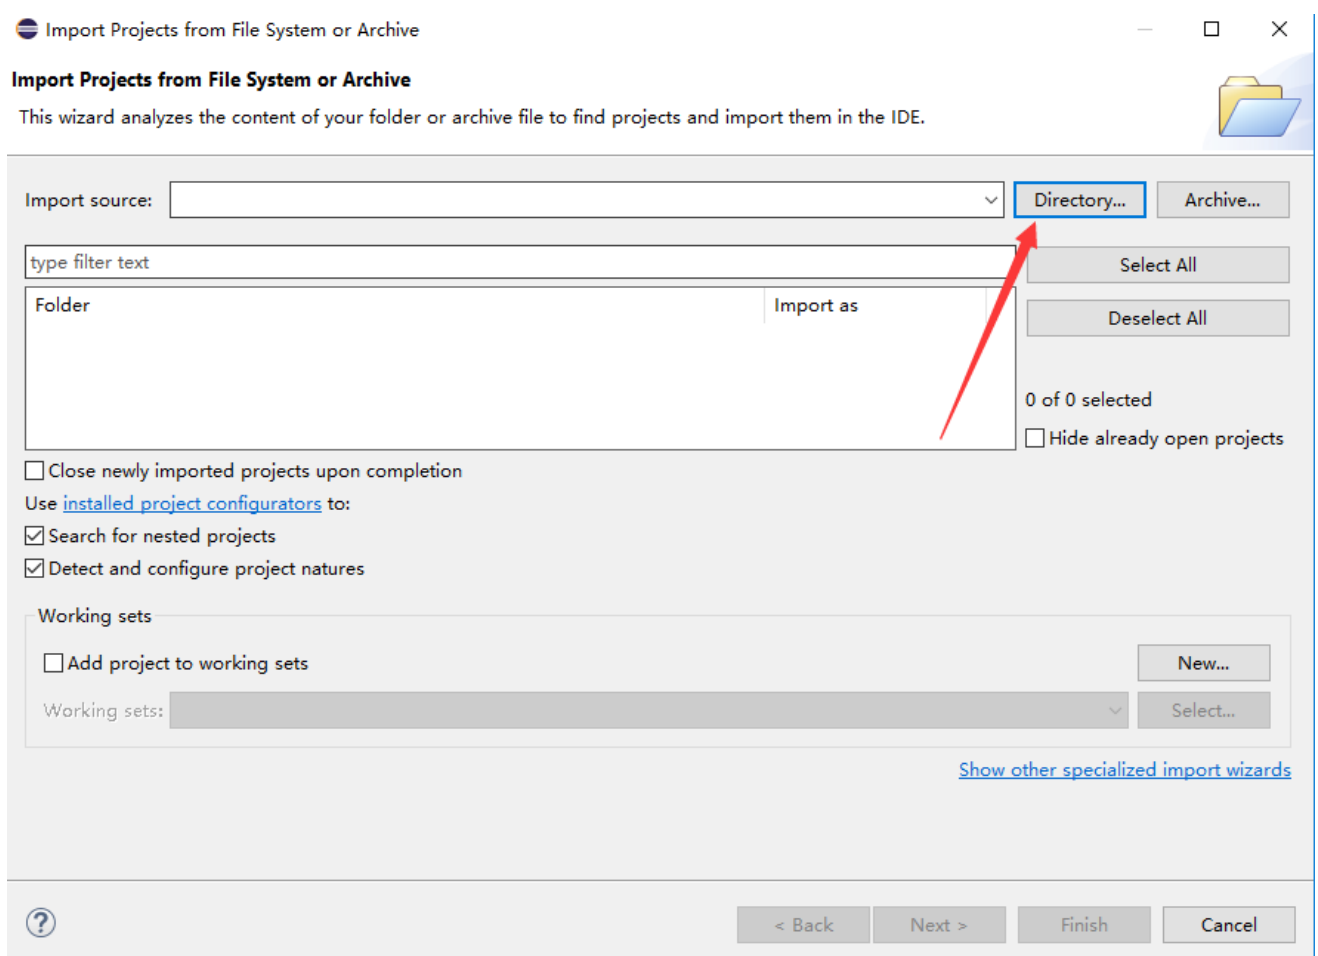 Import Projects from File System or Archive
Import Projects from File System or Archive
This wizard analyzes the content of your folder or archive file to find projects and import them in the IDE.
Import source: Directory... Archive...
type filter text
Select All
Folder Import as
Deselect All
0 of 0 selected
Hide already open projects
Close newly imported projects upon completion
Use installed project configurators to:
Search for nested projects
Detect and configure project natures
Working sets
Add project to working sets New...
Working sets: Select...
Show other specialized import wizards
? < Back Next > Finish Cancel